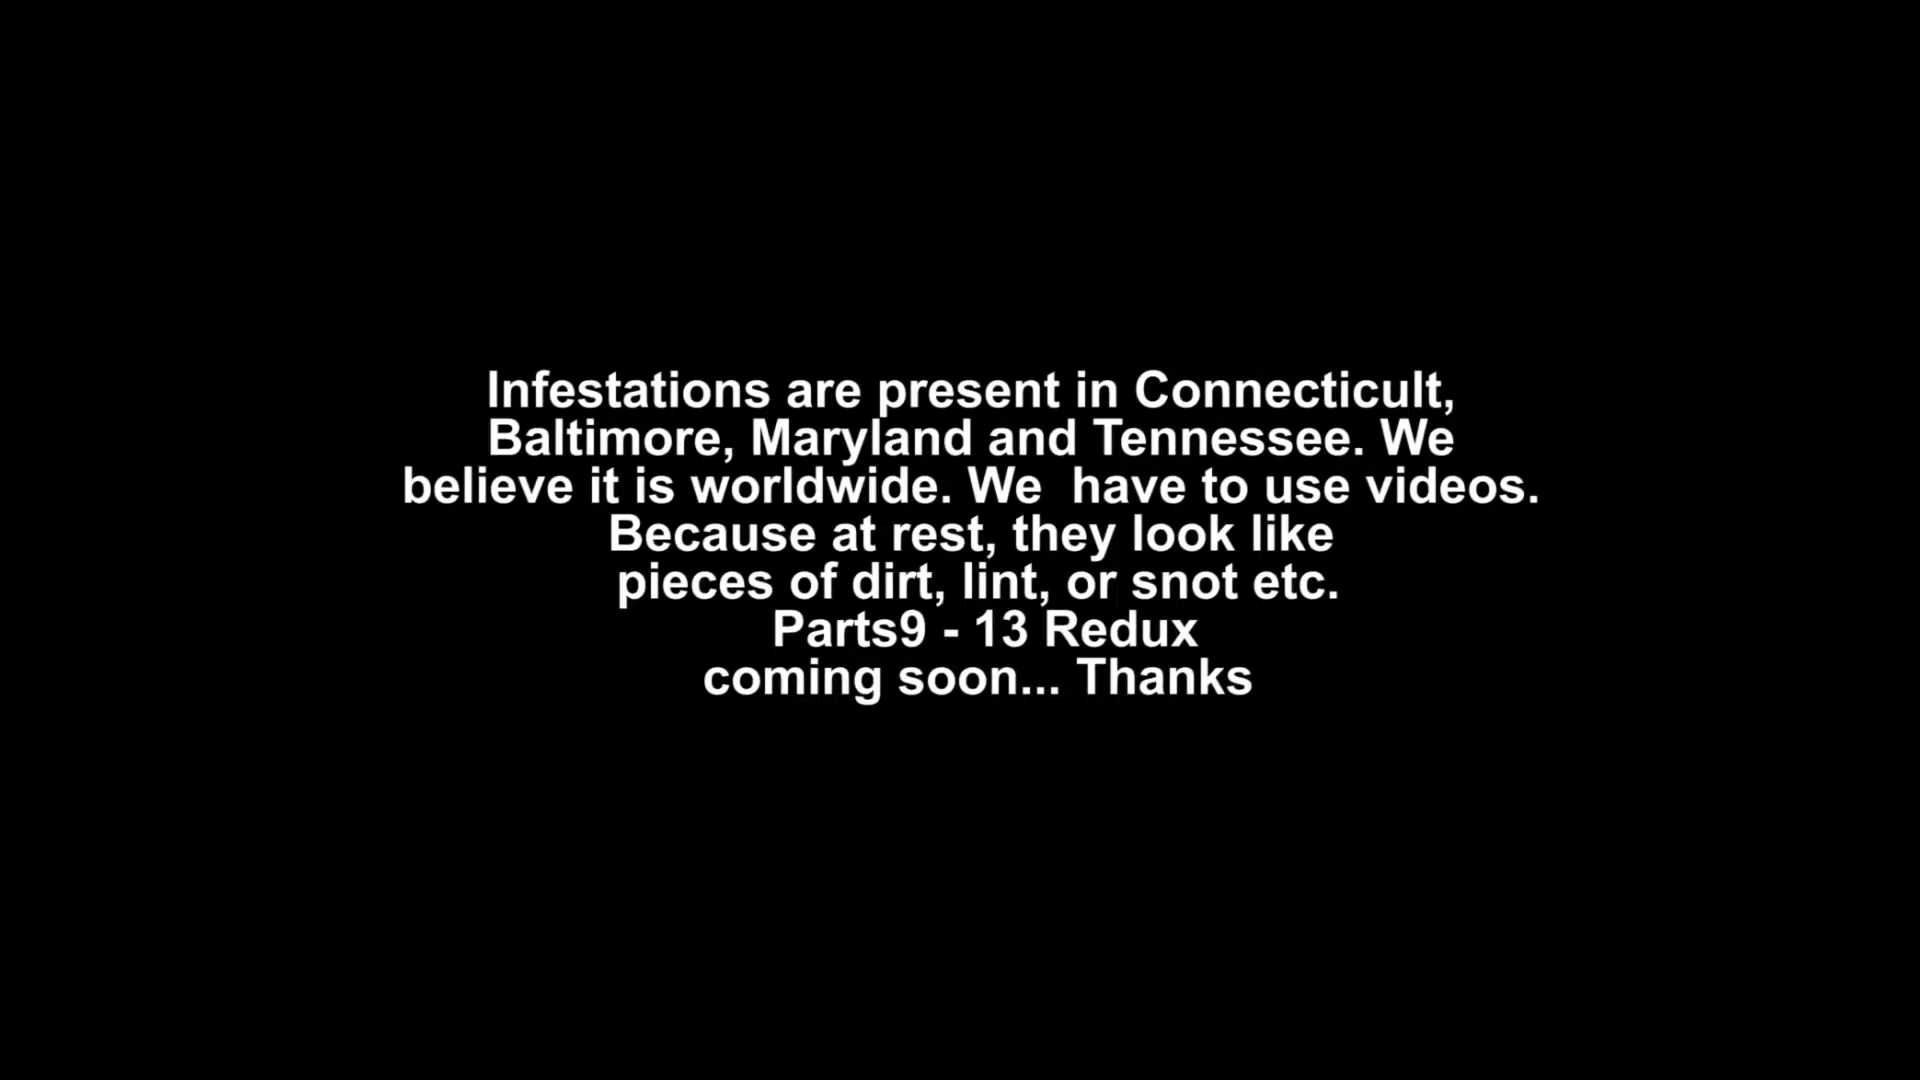 Infestations are present in Connecticult,
Baltimore, Maryland and Tennessee. We
believe it is worldwide. We  have to use videos.
Because at rest, they look like
pieces of dirt, lint, or snot etc.
Parts9 - 13 Redux
coming soon... Thanks